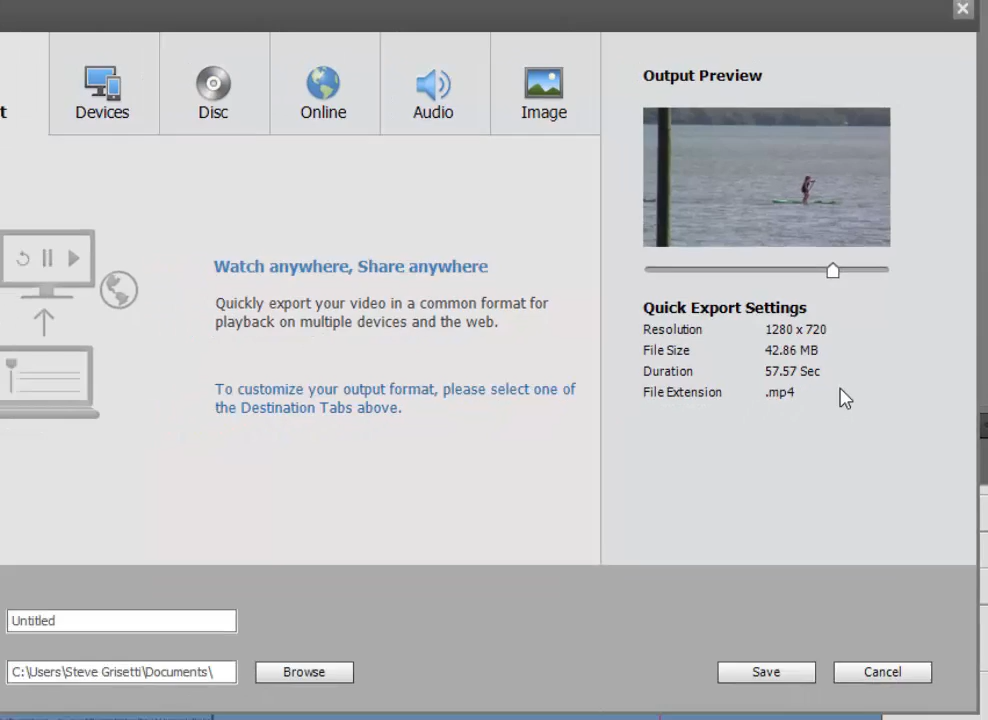 t
Devices
Disc
Online
Audio
Image
Output Preview
Watch anywhere, Share anywhere
Quickly export your video in a common format for
playback on multiple devices and the web.
To customize your output format, please select one of
the Destination Tabs above.
Quick Export Settings
Resolution 1280 x 720
File Size 42.86 MB
Duration 57.57 Sec
File Extension .mp4
Untitled
C:\Users\Steve Grisetti\Documents\
Browse
Save
Cancel